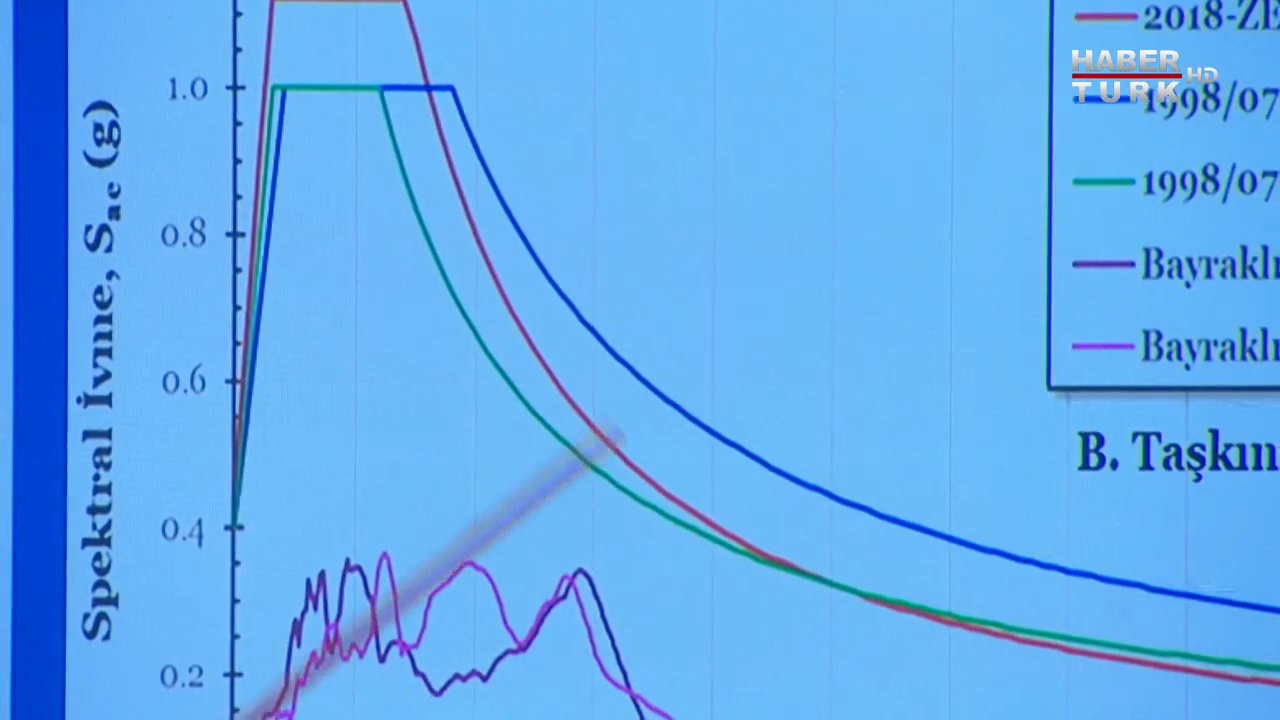 Spektral İvme, Sae (g)
1.0
0.8
0.6
0.4
0.2
2018-ZE
HABER
TURK HD
1998/07
1998/07
Bayraklı
Bayraklı
B. Taşkın